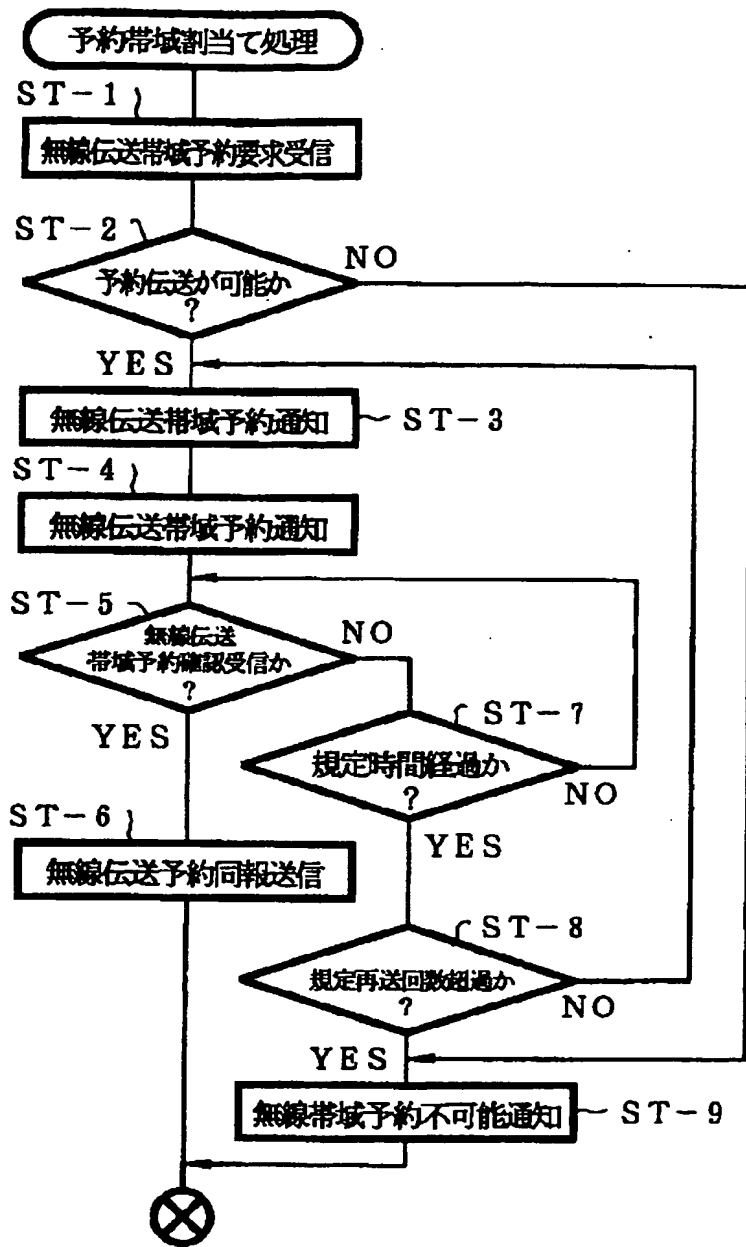 予約帯域割当て処理
ST-1
無線伝送帯域予約要求受信
ST-2
予約伝送が可能か
?
NO
YES
無線伝送帯域予約通知
ST-3
ST-4
無線伝送帯域予約通知
ST-5
無線伝送
帯域予約確認受信か
?
NO
YES
ST-7
規定時間経過か
?
NO
YES
ST-6
無線伝送予約同報送信
ST-8
規定再送回数超過か
?
NO
YES
無線帯域予約不可能通知
ST-9